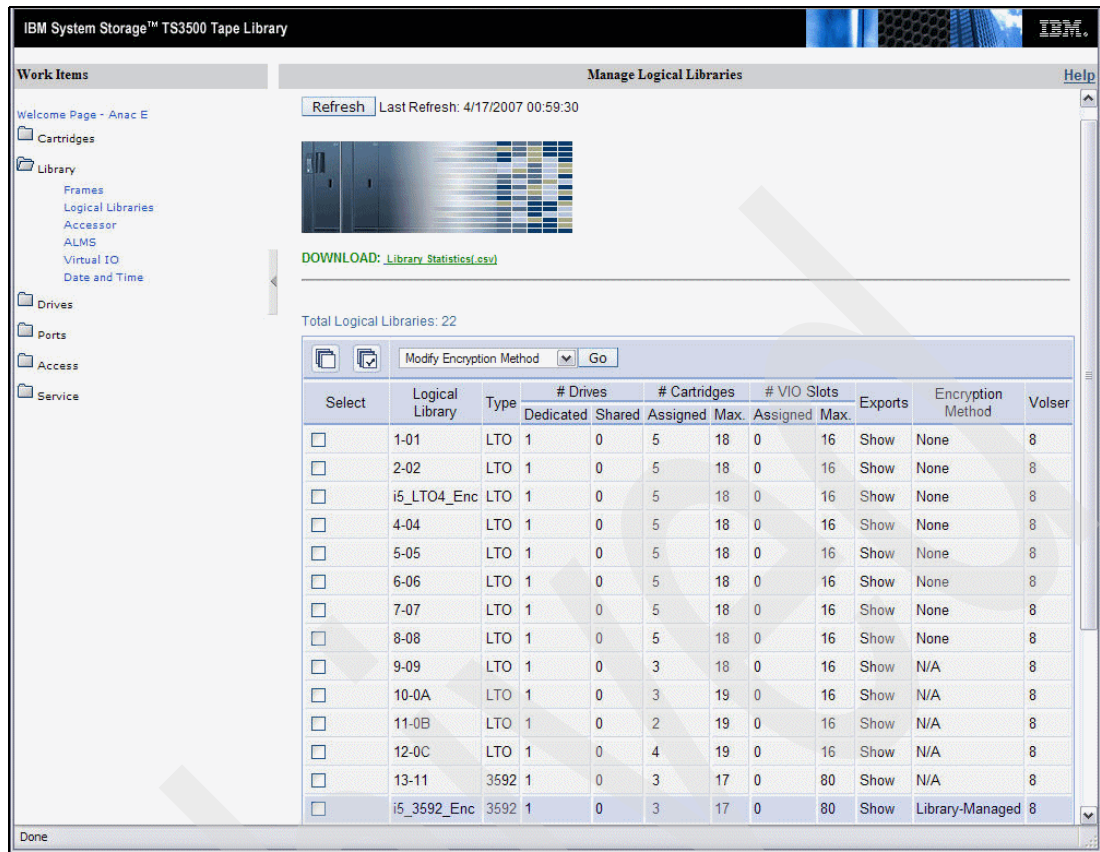 IBM System Storage™ TS3500 Tape Library
IBM.
Work Items
Manage Logical Libraries
Help
Welcome Page - Anac E
Cartridges
Library
Frames
Logical Libraries
Accessor
ALMS
Virtual IO
Date and Time
Drives
Ports
Access
Service
Refresh Last Refresh: 4/17/2007 00:59:30
DOWNLOAD: Library Statistics(.csv)
Total Logical Libraries: 22
Modify Encryption Method Go
Select Logical Library Type # Drives # Cartridges # VIO Slots Exports Encryption Method Volser
Dedicated Shared Assigned Max. Assigned Max.
1-01 LTO 1 0 5 18 0 16 Show None 8
2-02 LTO 1 0 5 18 0 16 Show None 8
i5_LTO4_Enc LTO 1 0 5 18 0 16 Show None 8
4-04 LTO 1 0 5 18 0 16 Show None 8
5-05 LTO 1 0 5 18 0 16 Show None 8
6-06 LTO 1 0 5 18 0 16 Show None 8
7-07 LTO 1 0 5 18 0 16 Show None 8
8-08 LTO 1 0 5 18 0 16 Show None 8
9-09 LTO 1 0 3 18 0 16 Show N/A 8
10-0A LTO 1 0 3 19 0 16 Show N/A 8
11-0B LTO 1 0 2 19 0 16 Show N/A 8
12-0C LTO 1 0 4 19 0 16 Show N/A 8
13-11 3592 1 0 3 17 0 80 Show N/A 8
i5_3592_Enc 3592 1 0 3 17 0 80 Show Library-Managed 8
Done